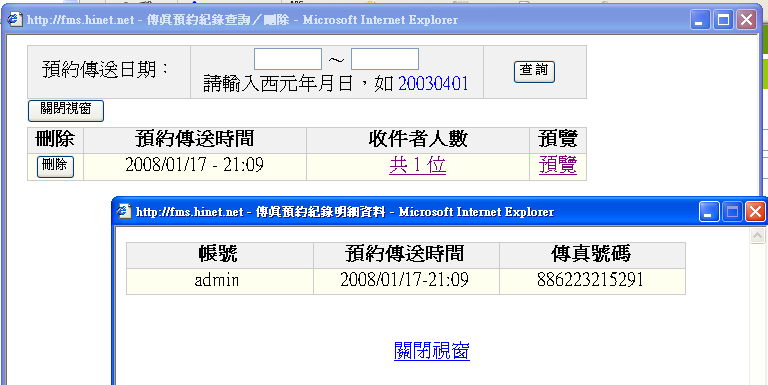 http://fms.hinet.net - 傳真預約紀錄查詢／刪除 - Microsoft Internet Explorer
預約傳送日期： ～ 查詢
請輸入西元年月日，如 20030401
關閉視窗
刪除 預約傳送時間 收件者人數 預覽
刪除 2008/01/17 - 21:09 共 1 位 預覽
http://fms.hinet.net - 傳真預約紀錄明細資料 - Microsoft Internet Explorer
帳號 預約傳送時間 傳真號碼
admin 2008/01/17-21:09 886223215291
關閉視窗